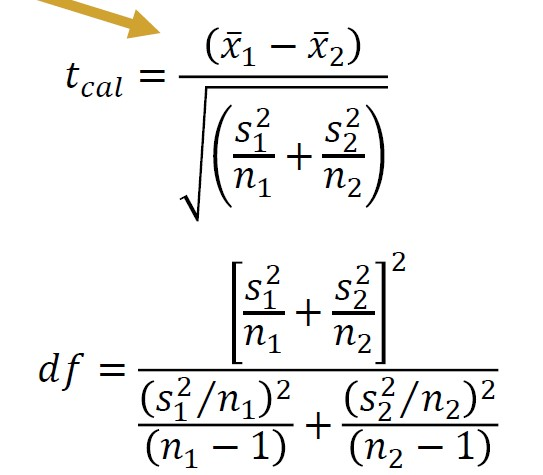 t_cal = (x̄₁ − x̄₂) / √(s₁²/n₁ + s₂²/n₂)
df = [s₁²/n₁ + s₂²/n₂]² / ((s₁²/n₁)²/(n₁ − 1) + (s₂²/n₂)²/(n₂ − 1))